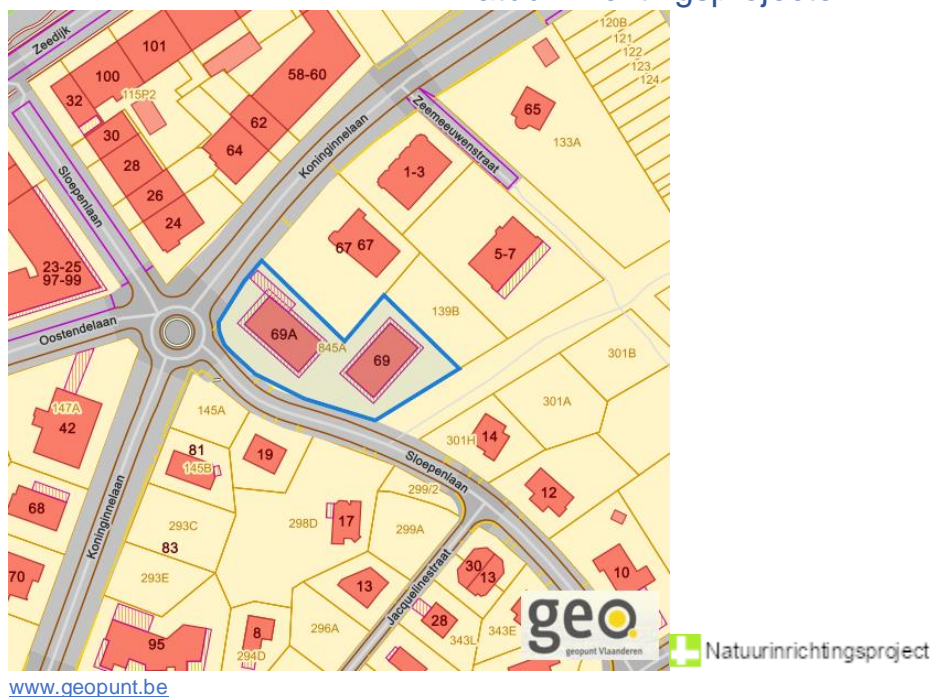 Zeedijk
101
100
32
115P2
30
28
26
24
58-60
62
64
Koninginnelaan
Sloepenlaan
23-25
97-99
Oostendelaan
120B
121
122
123
124
65
133A
Zeemeeuwenstraat
1-3
67 67
5-7
139B
69A
845A
69
301B
301A
301H
14
12
10
147A
42
145A
81
145B
19
Sloepenlaan
299/2
299A
68
70
Koninginnelaan
293C
83
293E
298D
17
13
Jacquelinestraat
30
13
28
95
8
294D
296A
343L
343E
geo
geopunt Vlaanderen
Natuurinrichtingsproject
www.geopunt.be